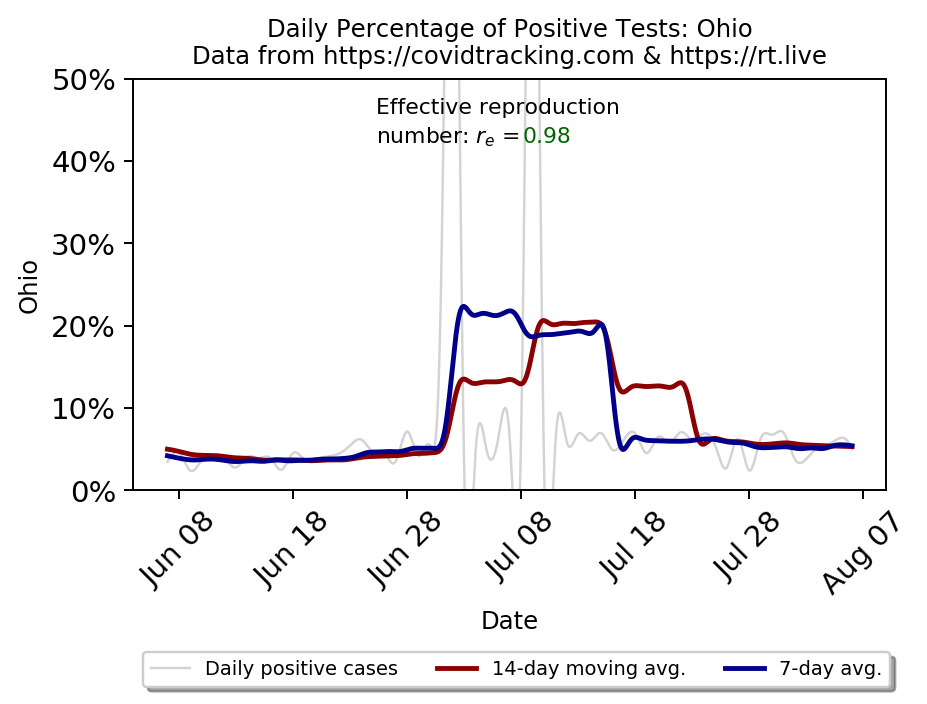 Daily Percentage of Positive Tests: Ohio
Data from https://covidtracking.com & https://rt.live
Effective reproduction
number: rₑ =0.98
50%
40%
30%
20%
10%
0%
Ohio
Jun 08
Jun 18
Jun 28
Jul 08
Jul 18
Jul 28
Aug 07
Date
Daily positive cases
14-day moving avg.
7-day avg.